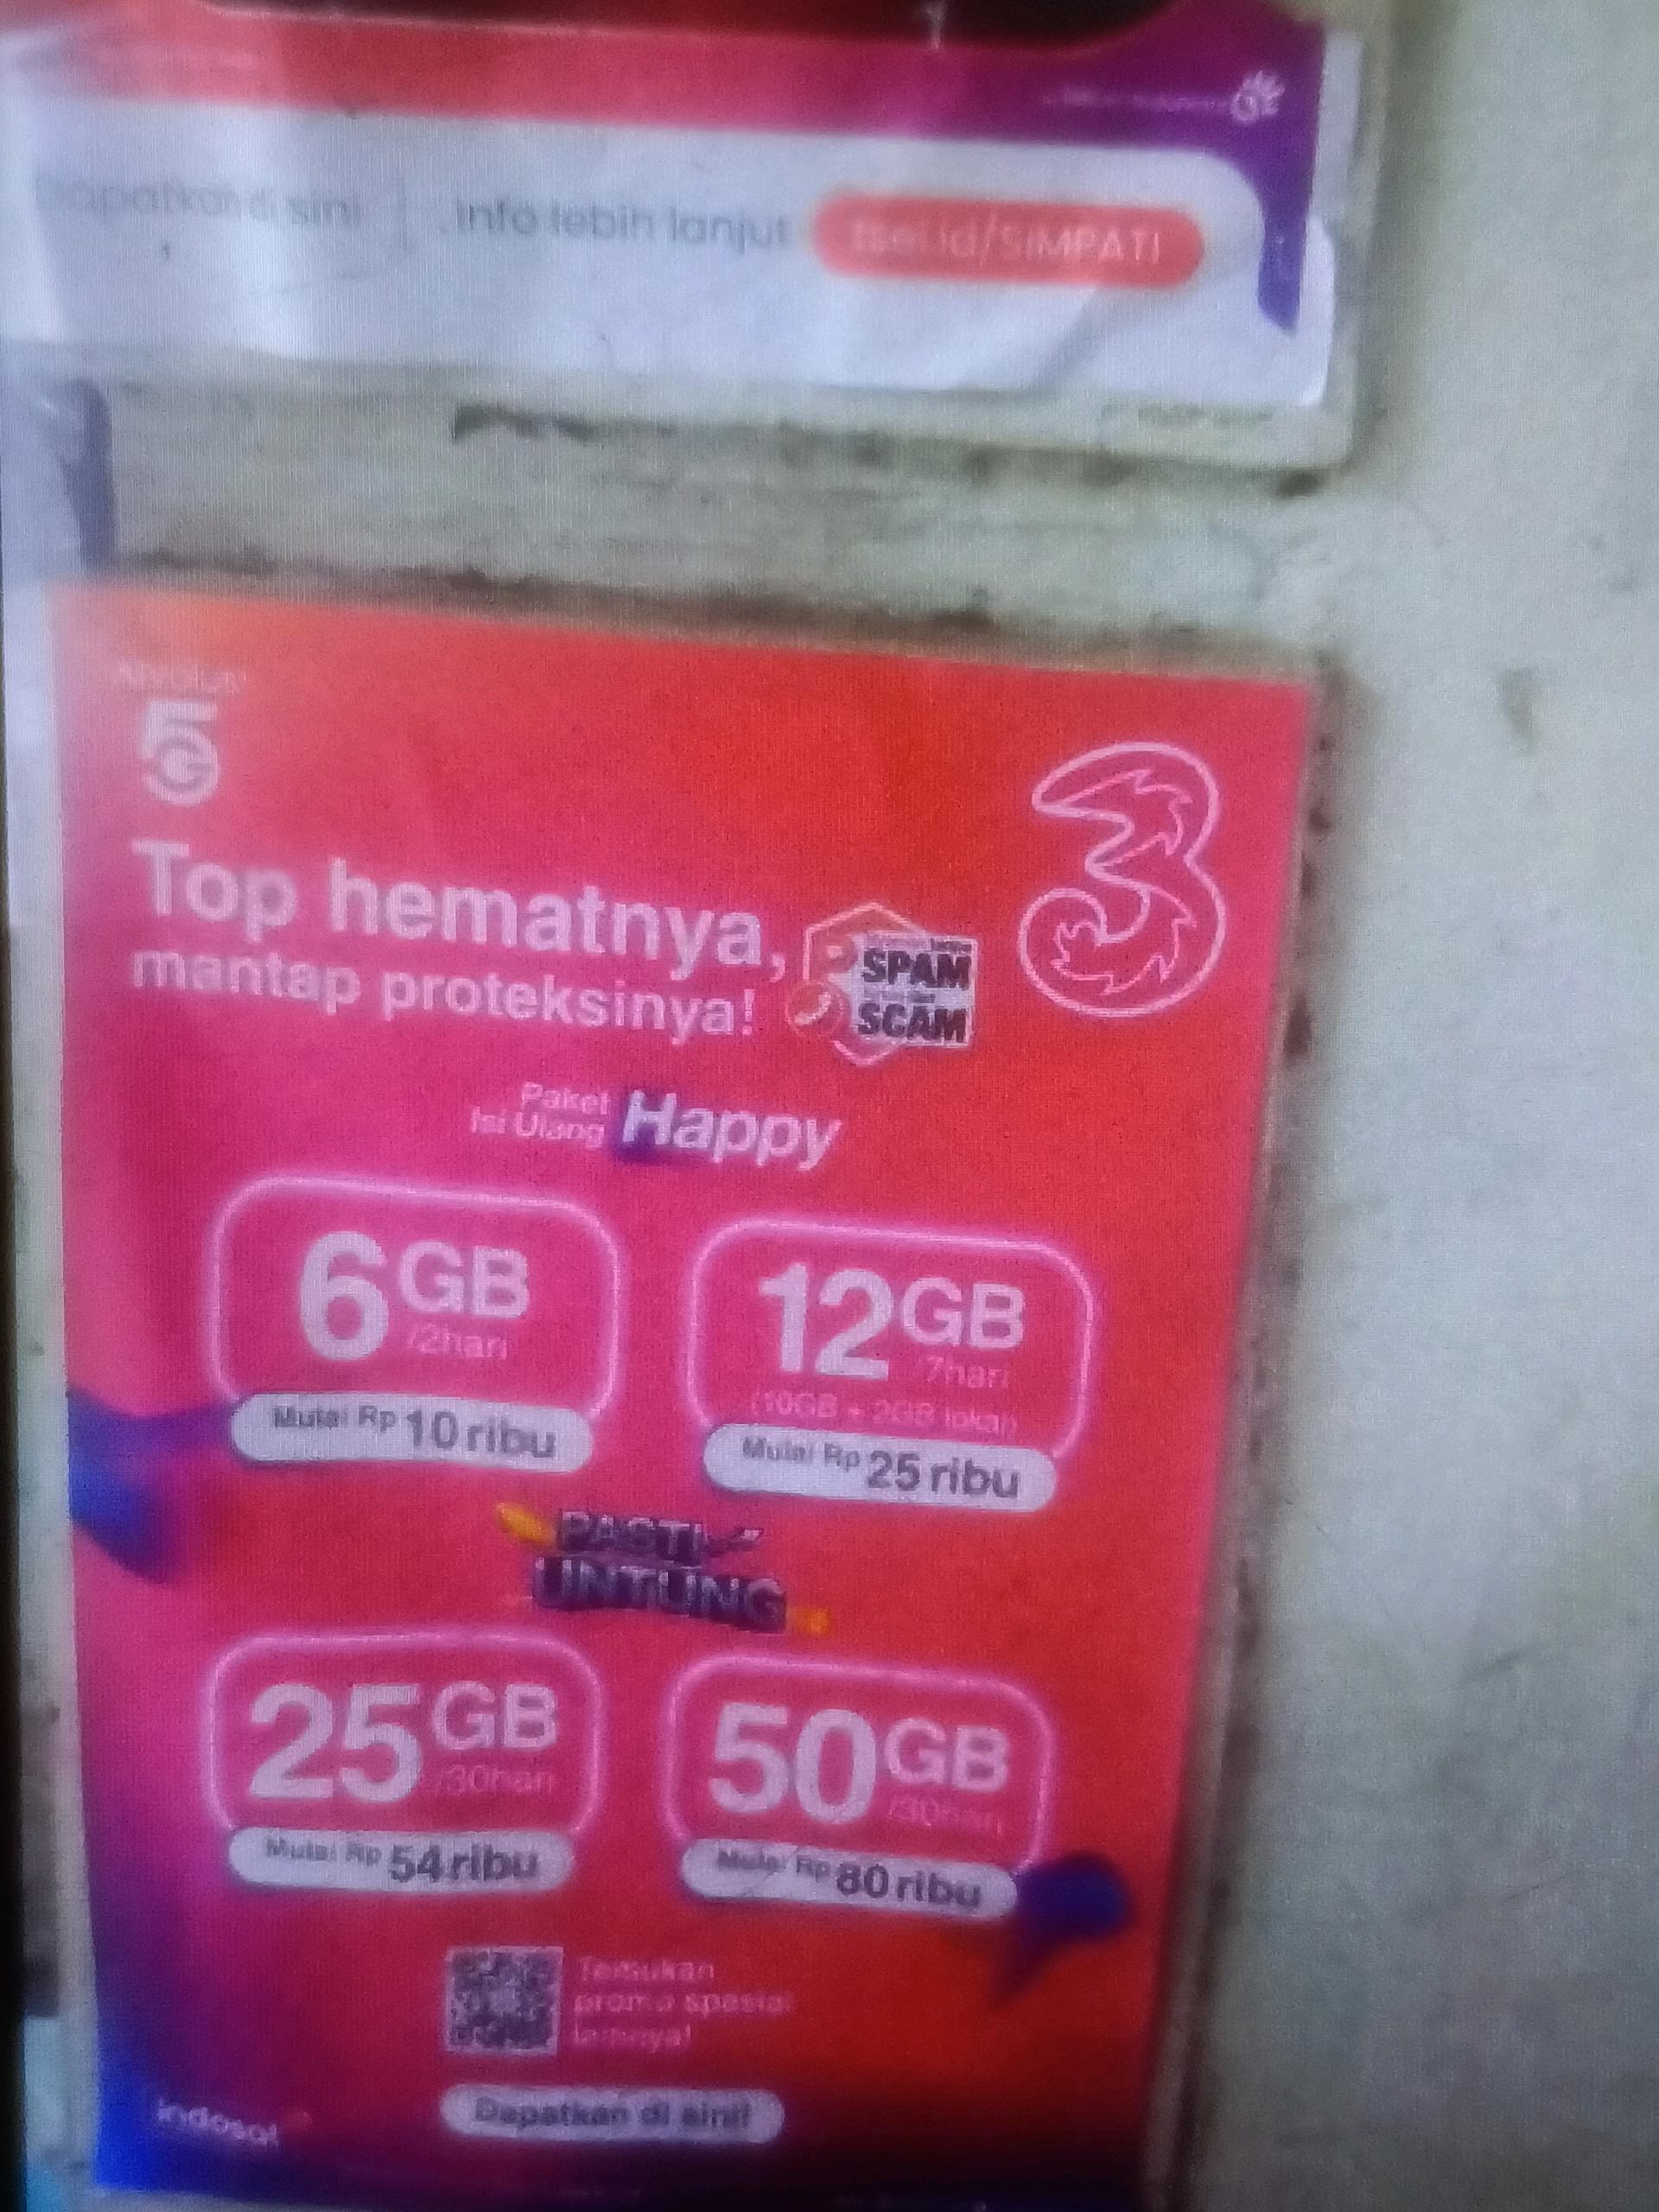 Dapatkan di sini
Info lebih lanjut tsel.id/SIMPATI
5G
3
Top hematnya,
mantap proteksinya!
SPAM
SCAM
Paket
Isi Ulang
Happy
6GB
/2hari
Mulai Rp 10 ribu
12GB
/7hari
(10GB + 2GB lokal)
Mulai Rp 25 ribu
PASTI
UNTUNG
25GB
/30hari
Mulai Rp 54 ribu
50GB
/30hari
Mulai Rp 80 ribu
Temukan
promo spesial
lainnya!
Dapatkan di sini!
indosat